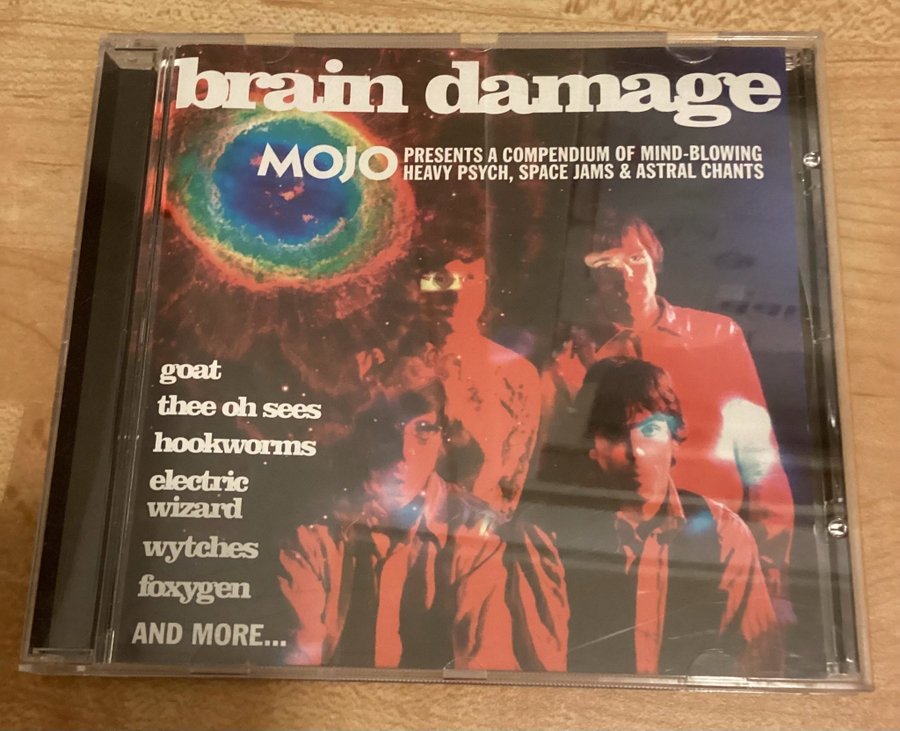 brain damage
MOJO PRESENTS A COMPENDIUM OF MIND-BLOWING
HEAVY PSYCH, SPACE JAMS & ASTRAL CHANTS
goat
thee oh sees
hookworms
electric
wizard
wytches
foxygen
AND MORE...